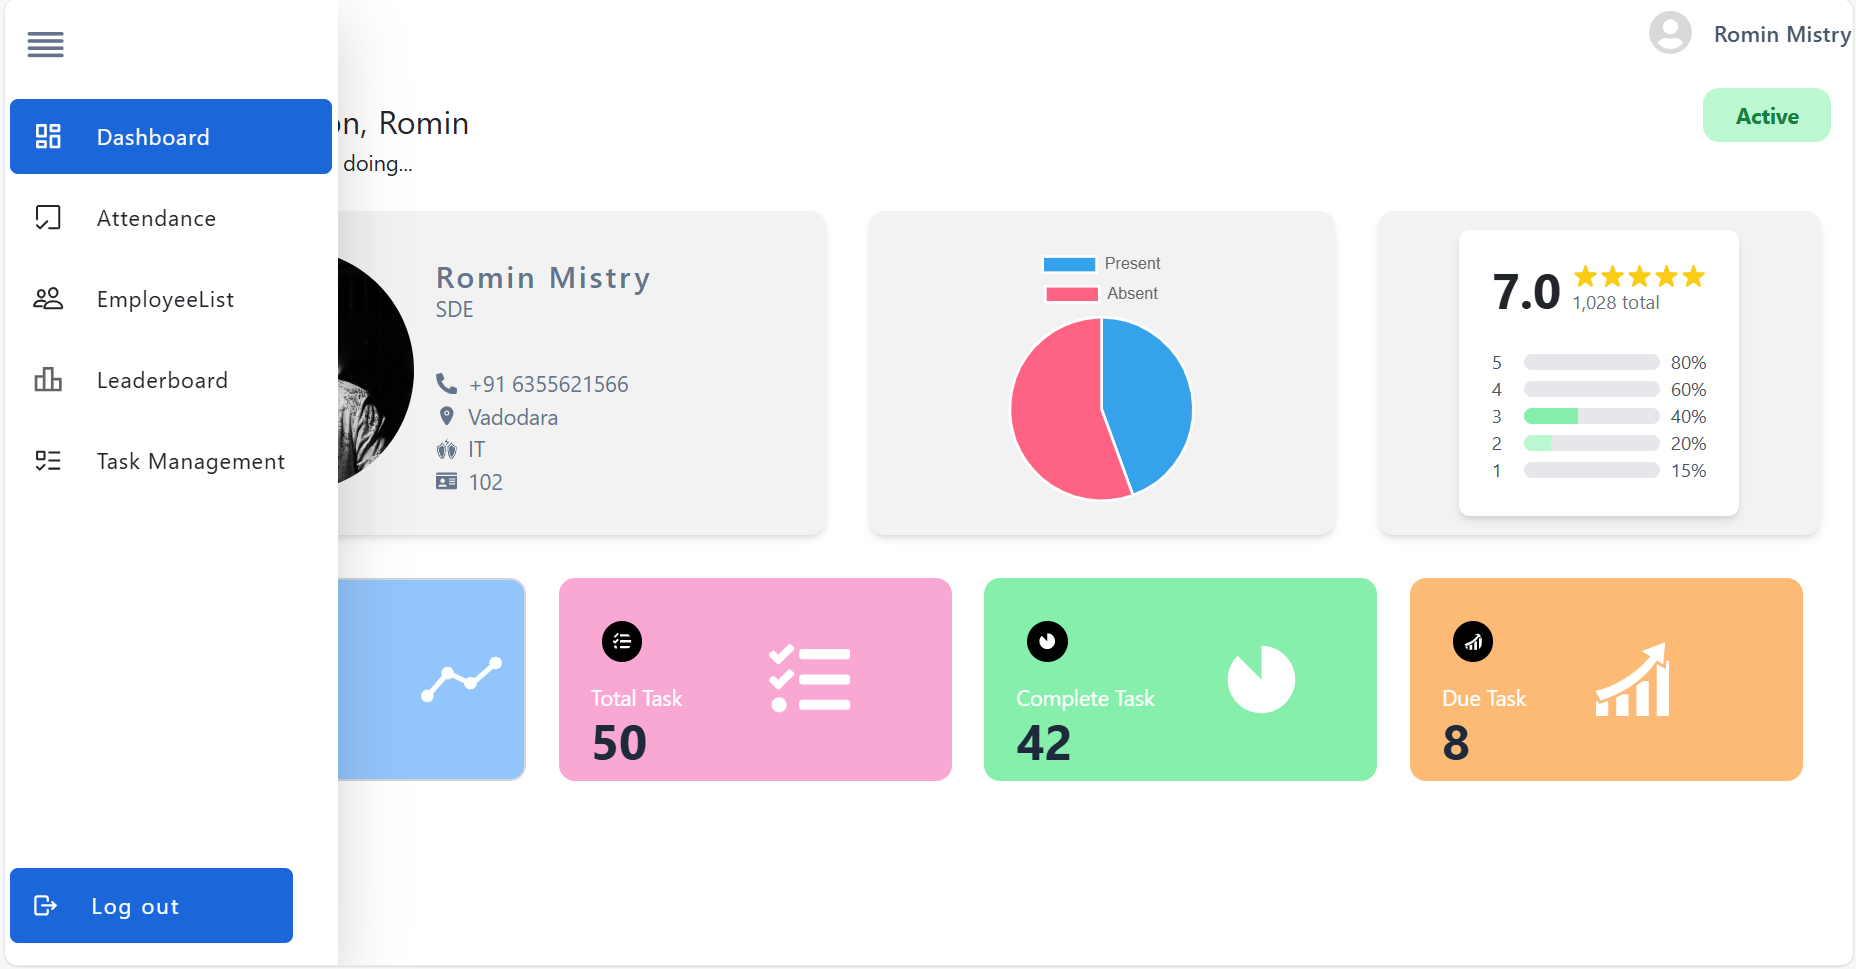 Romin Mistry
Dashboard
Attendance
EmployeeList
Leaderboard
Task Management
Log out
n, Romin
doing...
Active
Romin Mistry
SDE
+91 6355621566
Vadodara
IT
102
Present
Absent
7.0
1,028 total
5 80%
4 60%
3 40%
2 20%
1 15%
Total Task
50
Complete Task
42
Due Task
8